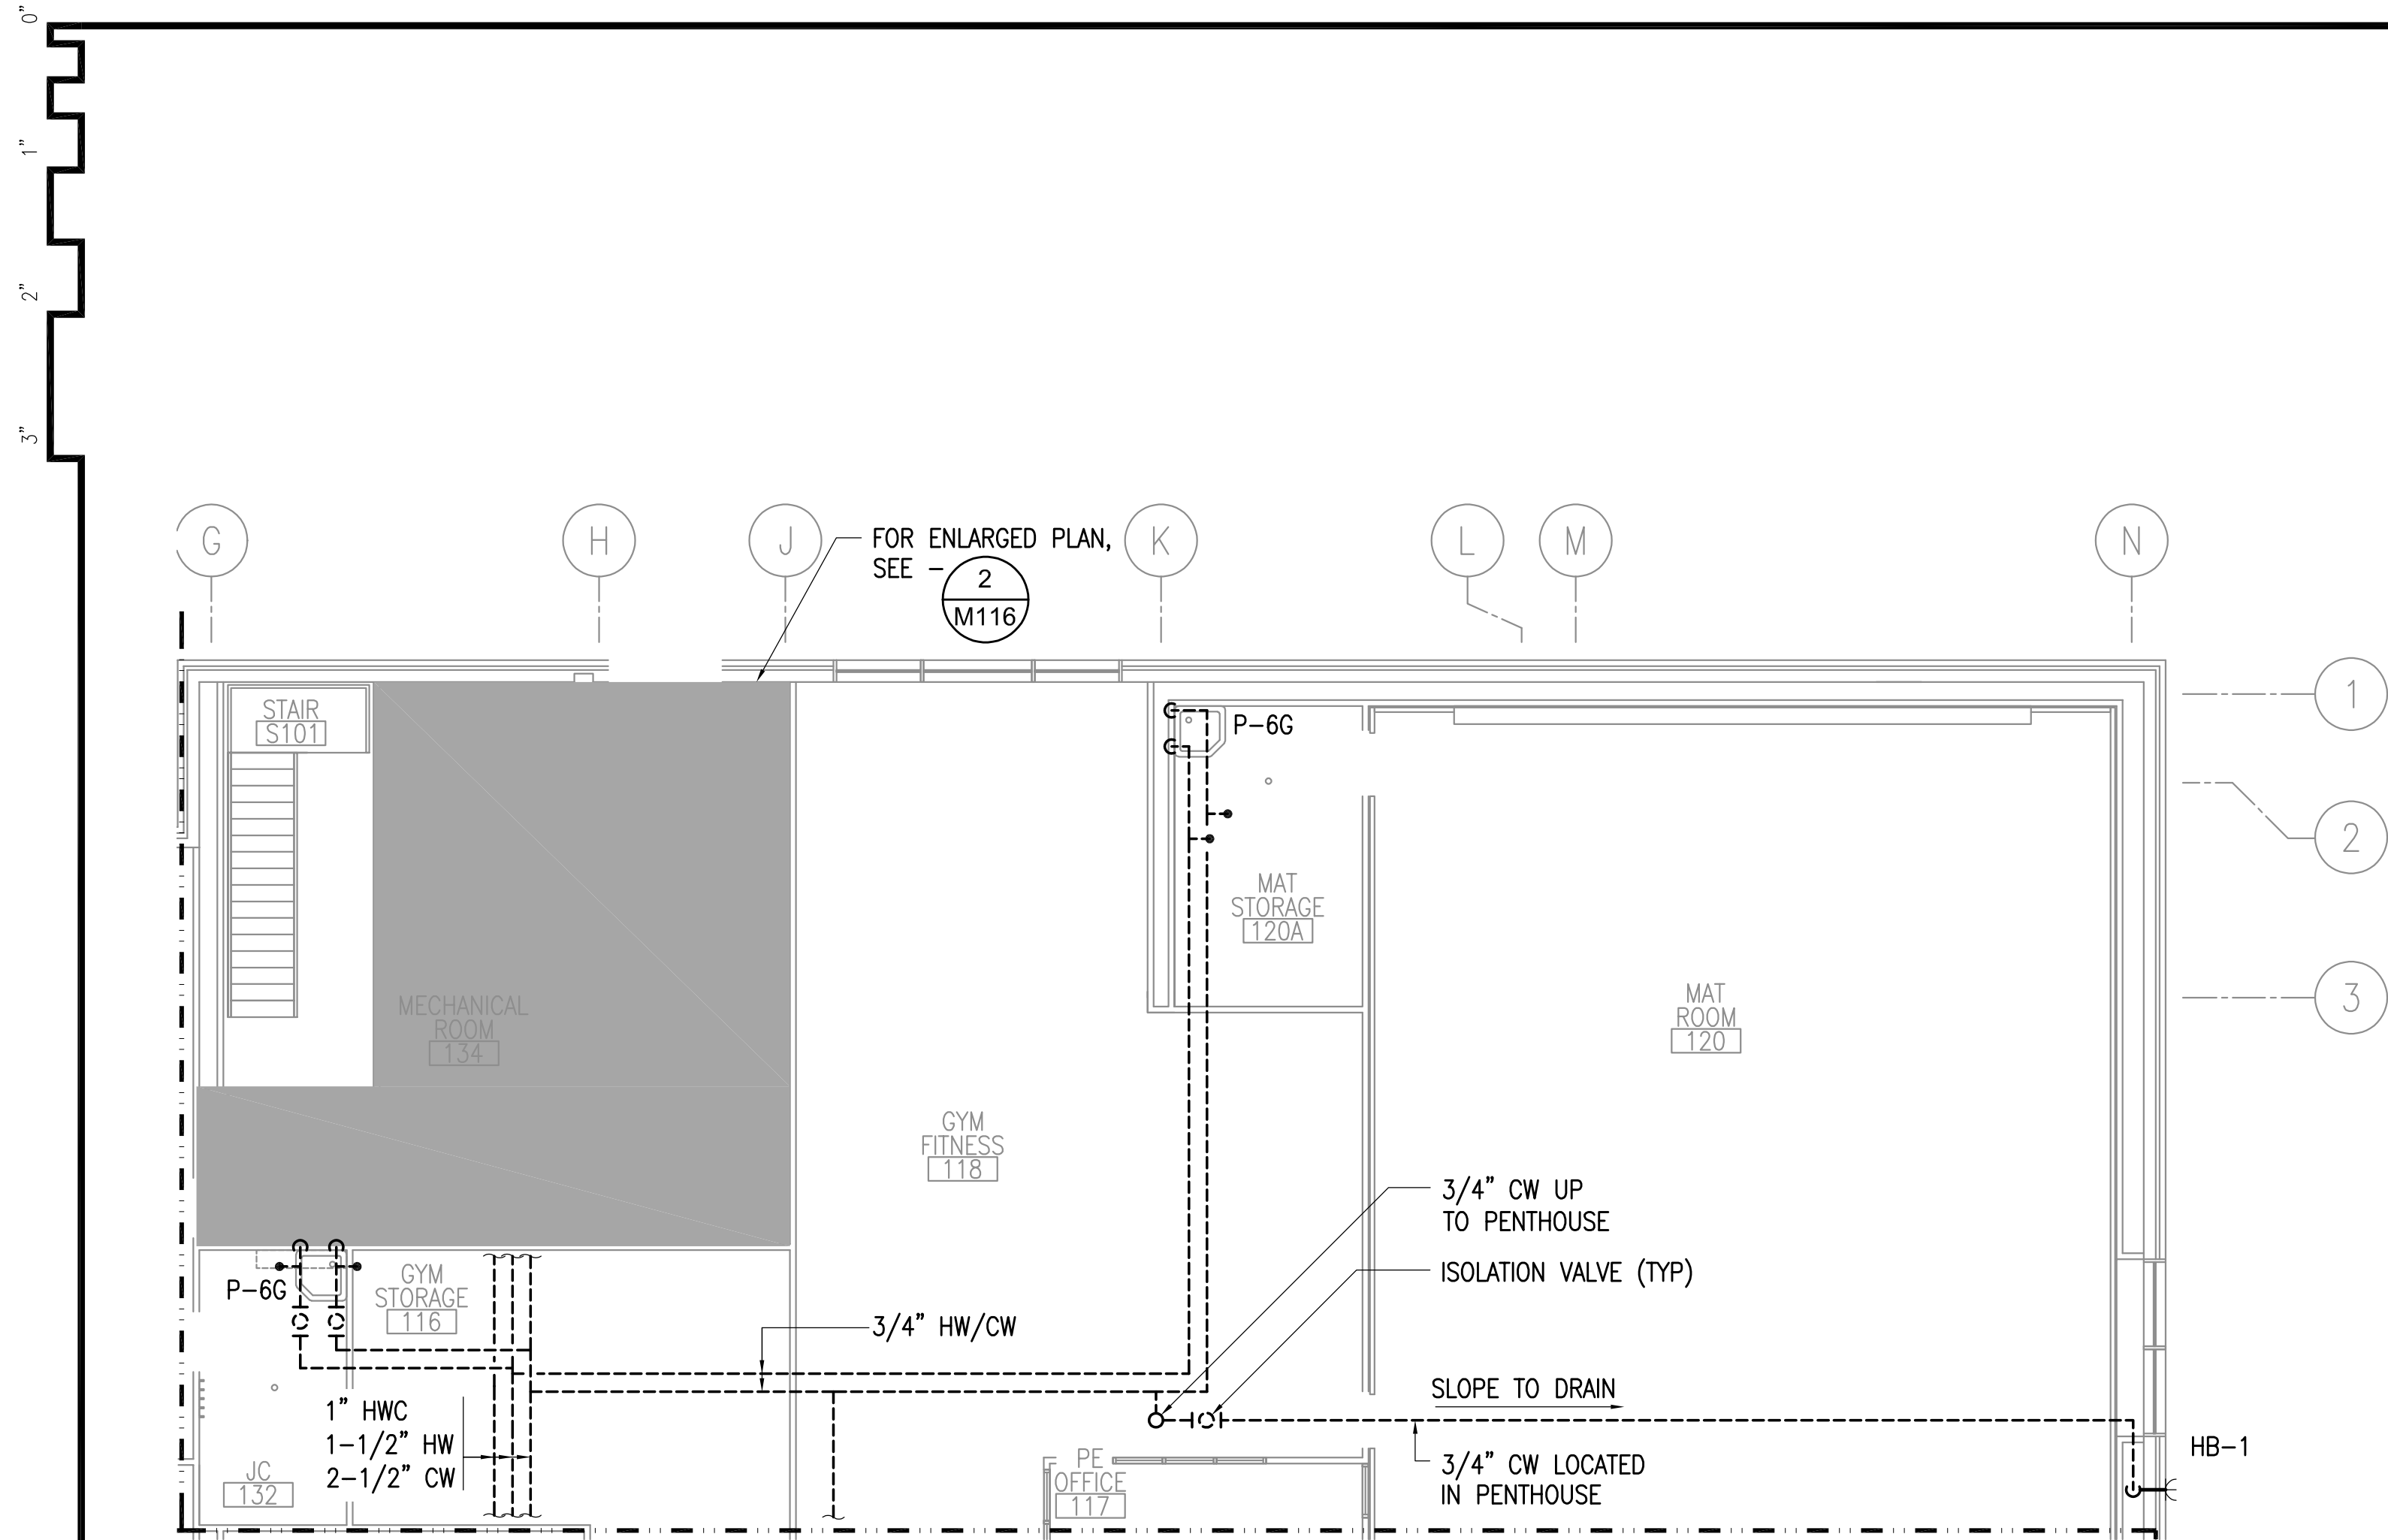 0"
1"
2"
3"
G
H
J
K
L
M
N
FOR ENLARGED PLAN,
SEE -
2
M116
1
2
3
STAIR
S101
P-6G
MAT
STORAGE
120A
MECHANICAL
ROOM
134
MAT
ROOM
120
GYM
FITNESS
118
3/4" CW UP
TO PENTHOUSE
ISOLATION VALVE (TYP)
P-6G
GYM
STORAGE
116
3/4" HW/CW
SLOPE TO DRAIN
1" HWC
1-1/2" HW
2-1/2" CW
HB-1
3/4" CW LOCATED
IN PENTHOUSE
JC
132
PE
OFFICE
117